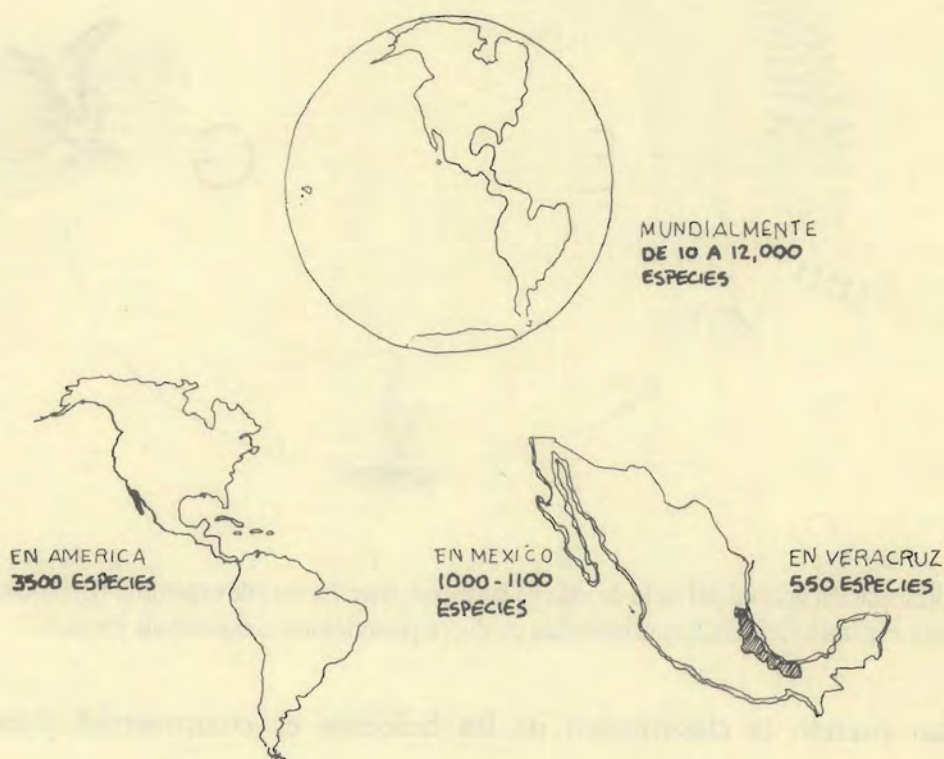 MUNDIALMENTE
DE 10 A 12,000
ESPECIES
EN AMERICA
3500 ESPECIES
EN MEXICO
1000-1100
ESPECIES
EN VERACRUZ
550 ESPECIES